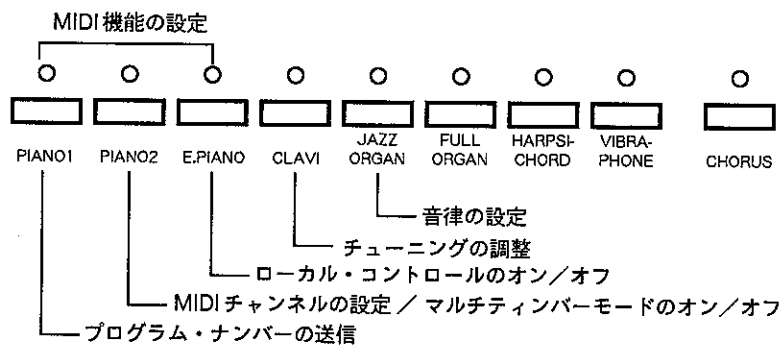 MIDI機能の設定
PIANO1 PIANO2 E.PIANO CLAVI JAZZ ORGAN FULL ORGAN HARPSI-CHORD VIBRA-PHONE CHORUS
音律の設定
チューニングの調整
ローカル・コントロールのオン／オフ
MIDIチャンネルの設定 ／ マルチティンバーモードのオン／オフ
プログラム・ナンバーの送信